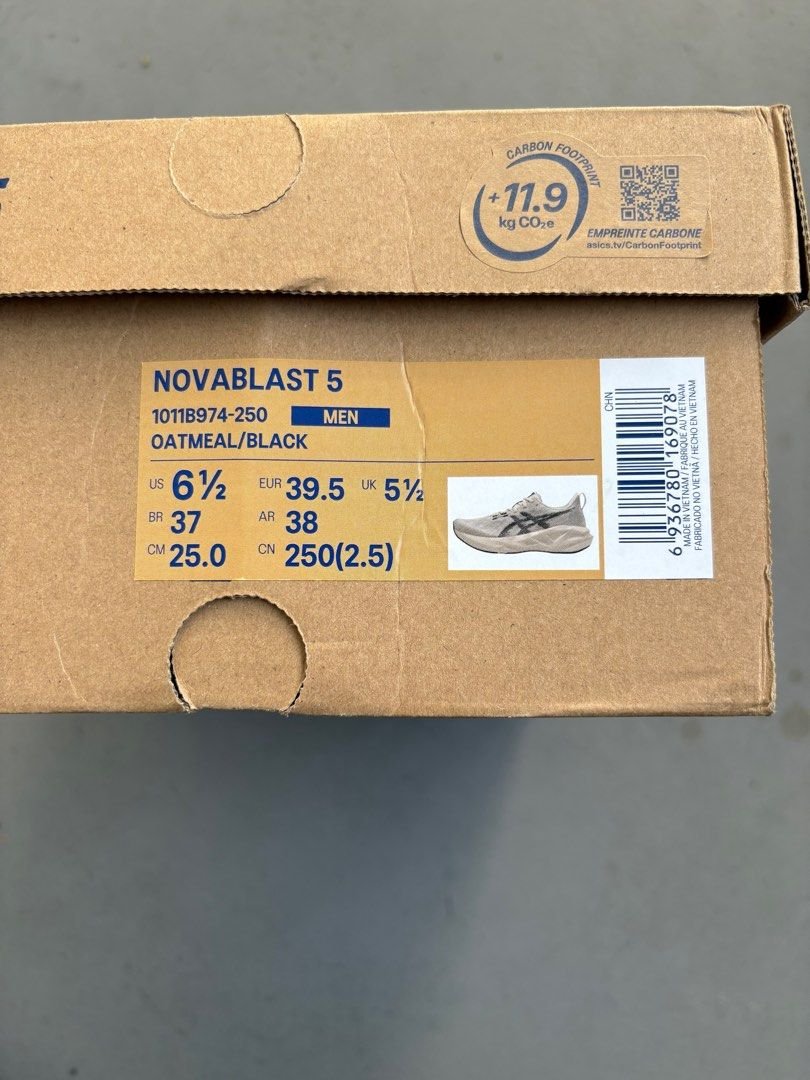 CARBON FOOTPRINT
+11.9
kg CO₂e
EMPREINTE CARBONE
asics.tv/CarbonFootprint
NOVABLAST 5
1011B974-250 MEN
OATMEAL/BLACK
US 6½ EUR 39.5 UK 5½
BR 37 AR 38
CM 25.0 CN 250(2.5)
CHN
6 936780 169078
MADE IN VIETNAM / FABRIQUÉ AU VIETNAM
FABRICADO NO VIETNÃ / HECHO EN VIETNAM